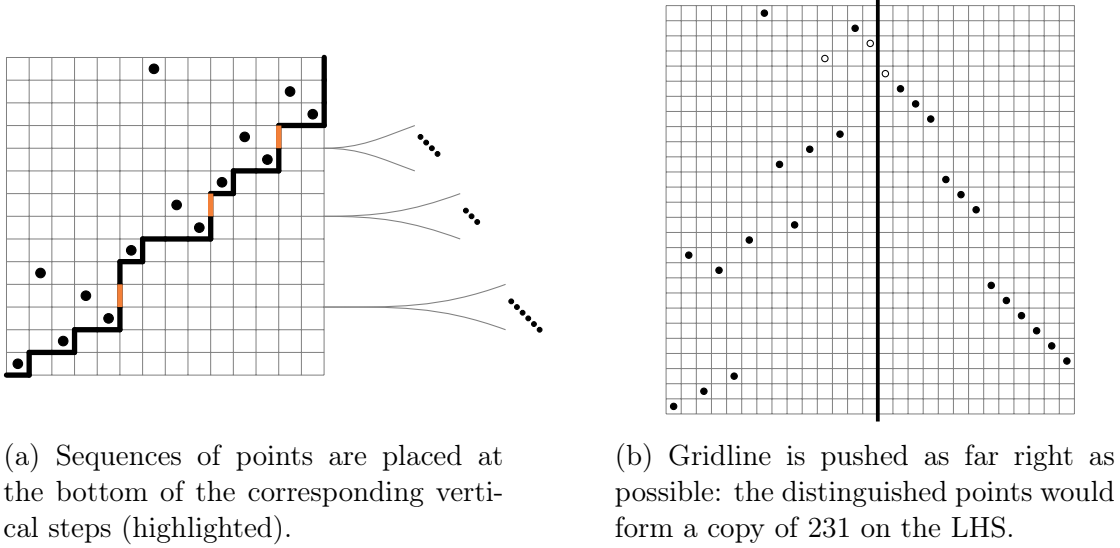 (a) Sequences of points are placed at
the bottom of the corresponding verti-
cal steps (highlighted).
(b) Gridline is pushed as far right as
possible: the distinguished points would
form a copy of 231 on the LHS.